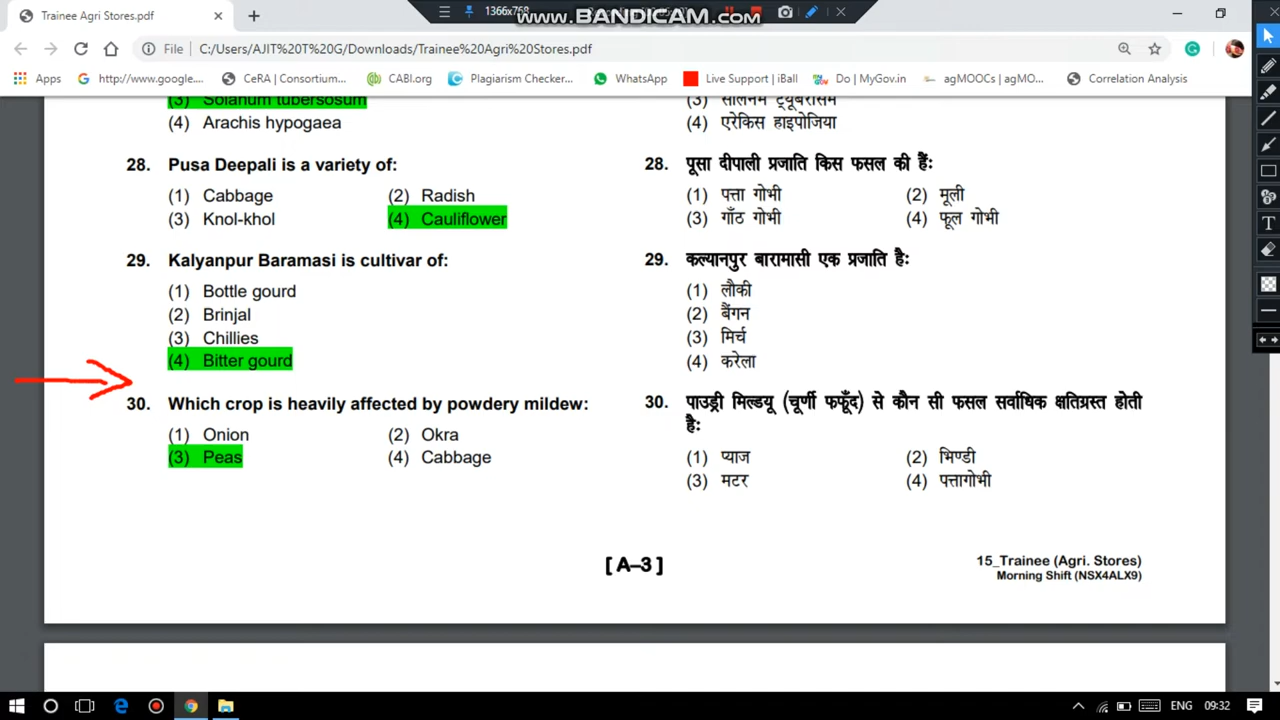 Trainee Agri Stores.pdf
1366x768
www.BANDICAM.com
File
C:/Users/AJIT%20T%20G/Downloads/Trainee%20Agri%20Stores.pdf
Apps
http://www.google....
CeRA | Consortium...
CABI.org
Plagiarism Checker...
WhatsApp
Live Support | iBall
Do | MyGov.in
agMOOCs | agMO...
Correlation Analysis
(3) Solanum tubersosum
(4) Arachis hypogaea
28. Pusa Deepali is a variety of:
(1) Cabbage (2) Radish
(3) Knol-khol (4) Cauliflower
29. Kalyanpur Baramasi is cultivar of:
(1) Bottle gourd
(2) Brinjal
(3) Chillies
(4) Bitter gourd
30. Which crop is heavily affected by powdery mildew:
(1) Onion (2) Okra
(3) Peas (4) Cabbage
(3) सोलेनम ट्यूबरोसम
(4) एरेकिस हाइपोजिया
28. पूसा दीपाली प्रजाति किस फसल की हैंः
(1) पत्ता गोभी (2) मूली
(3) गाँठ गोभी (4) फूल गोभी
29. कल्यानपुर बारामासी एक प्रजाति हैः
(1) लौकी
(2) बैंगन
(3) मिर्च
(4) करेला
30. पाउड्री मिल्डयू (चूर्णी फफूँद) से कौन सी फसल सर्वाधिक क्षतिग्रस्त होती
हैः
(1) प्याज (2) भिण्डी
(3) मटर (4) पत्तागोभी
[ A–3 ]
15_Trainee (Agri. Stores)
Morning Shift (NSX4ALX9)
ENG 09:32